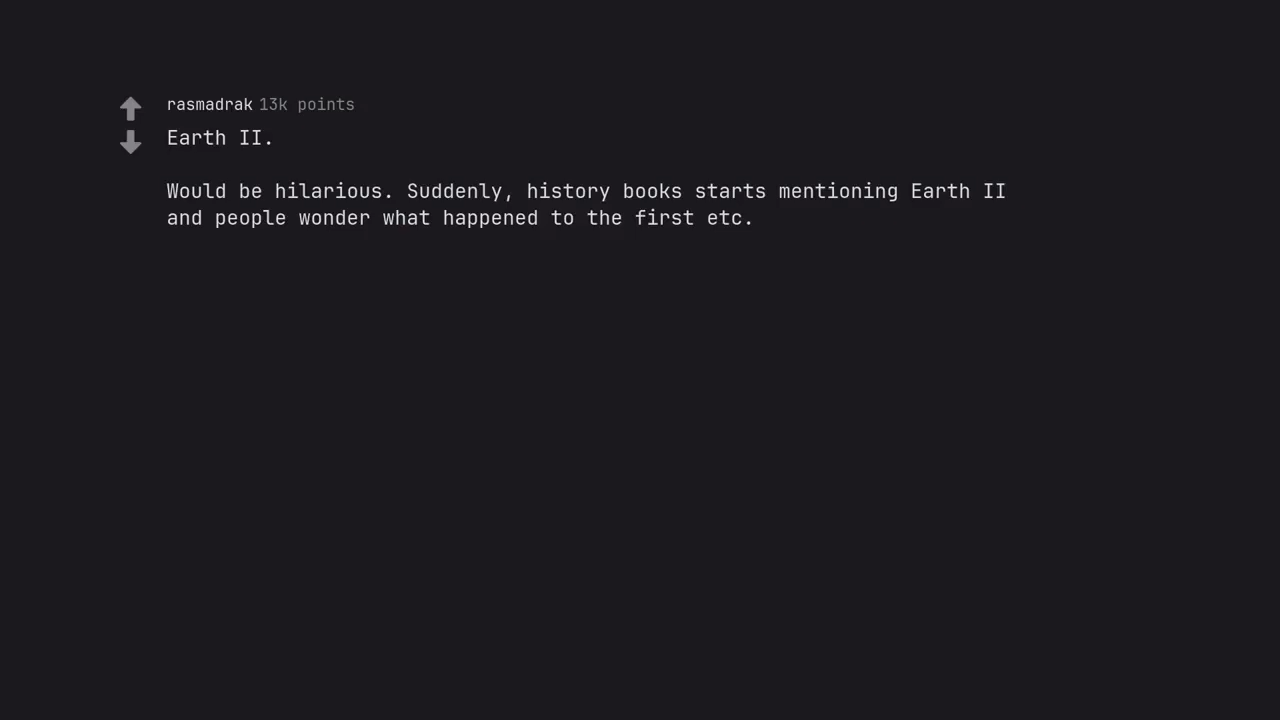 rasmadrak 13k points
Earth II.
Would be hilarious. Suddenly, history books starts mentioning Earth II
and people wonder what happened to the first etc.